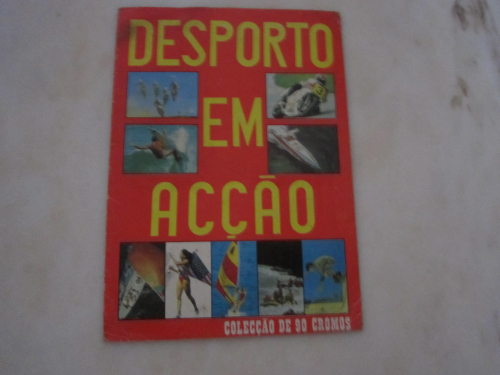 DESPORTO
EM
ACÇÃO
COLECÇÃO DE 90 CROMOS